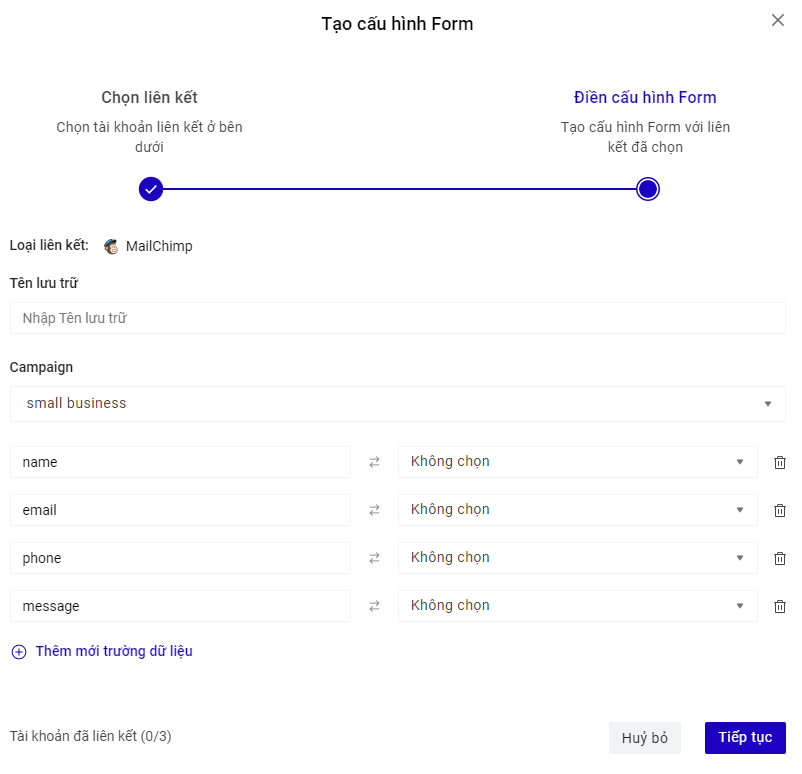 Tạo cấu hình Form
Chọn liên kết
Chọn tài khoản liên kết ở bên
dưới
Điền cấu hình Form
Tạo cấu hình Form với liên
kết đã chọn
Loại liên kết: MailChimp
Tên lưu trữ
Nhập Tên lưu trữ
Campaign
small business
name Không chọn
email Không chọn
phone Không chọn
message Không chọn
Thêm mới trường dữ liệu
Tài khoản đã liên kết (0/3) Huỷ bỏ Tiếp tục